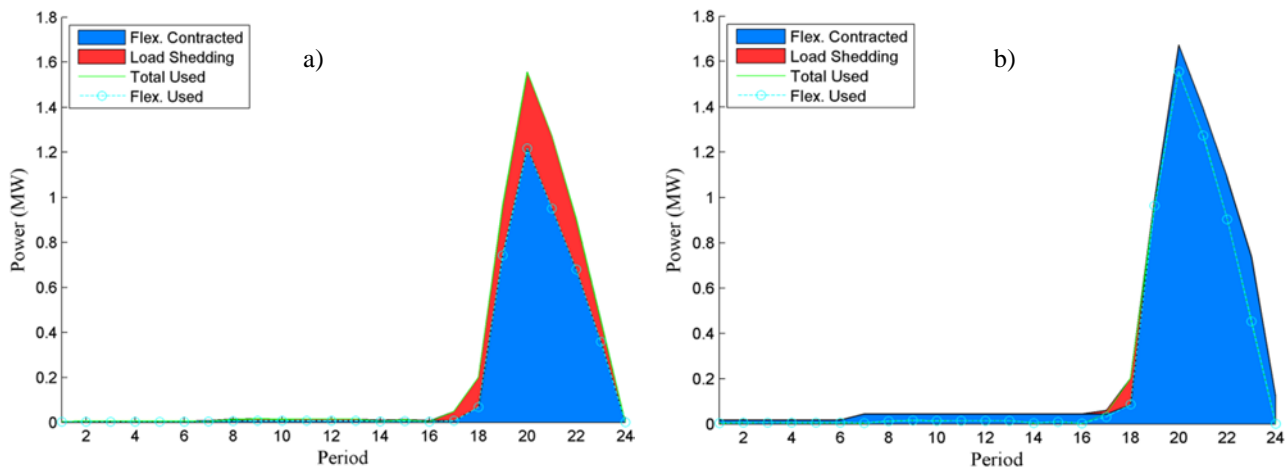 1.8
1.6
1.4
1.2
1
0.8
0.6
0.4
0.2
0
Power (MW)
Flex. Contracted
Load Shedding
Total Used
Flex. Used
a)
2 4 6 8 10 12 14 16 18 20 22 24
Period
1.8
1.6
1.4
1.2
1
0.8
0.6
0.4
0.2
0
Power (MW)
Flex. Contracted
Load Shedding
Total Used
Flex. Used
b)
2 4 6 8 10 12 14 16 18 20 22 24
Period